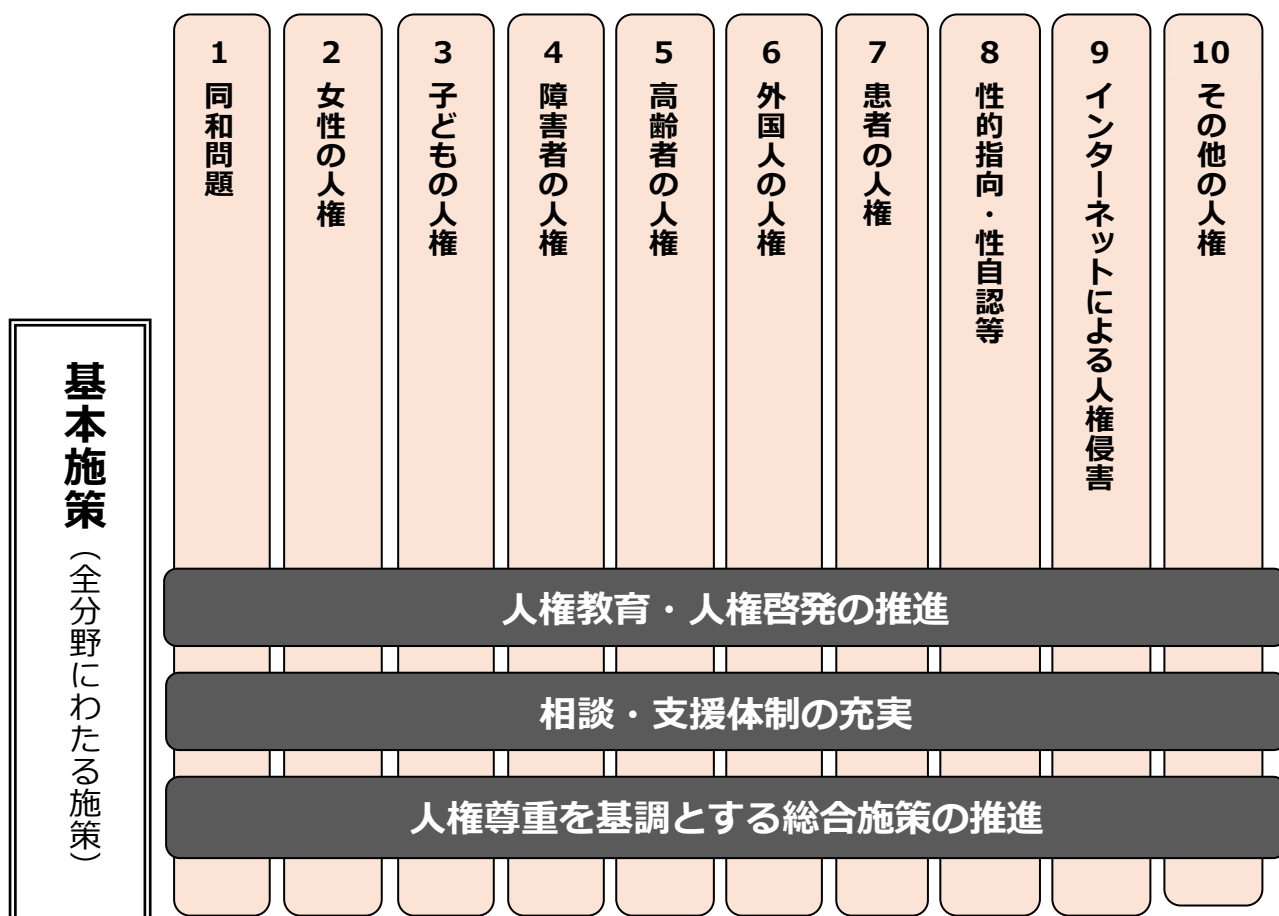 1 同和問題
2 女性の人権
3 子どもの人権
4 障害者の人権
5 高齢者の人権
6 外国人の人権
7 患者の人権
8 性的指向・性自認等
9 インターネットによる人権侵害
10 その他の人権
基本施策（全分野にわたる施策）
人権教育・人権啓発の推進
相談・支援体制の充実
人権尊重を基調とする総合施策の推進